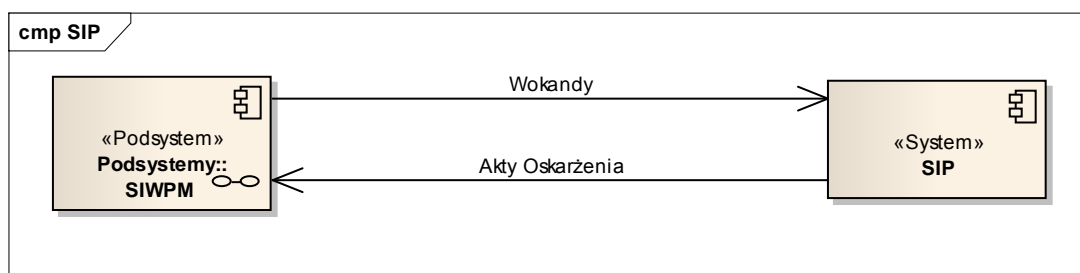 cmp SIP
Wokandy
«Podsystem»
Podsystemy::
SIWPM
«System»
SIP
Akty Oskarżenia